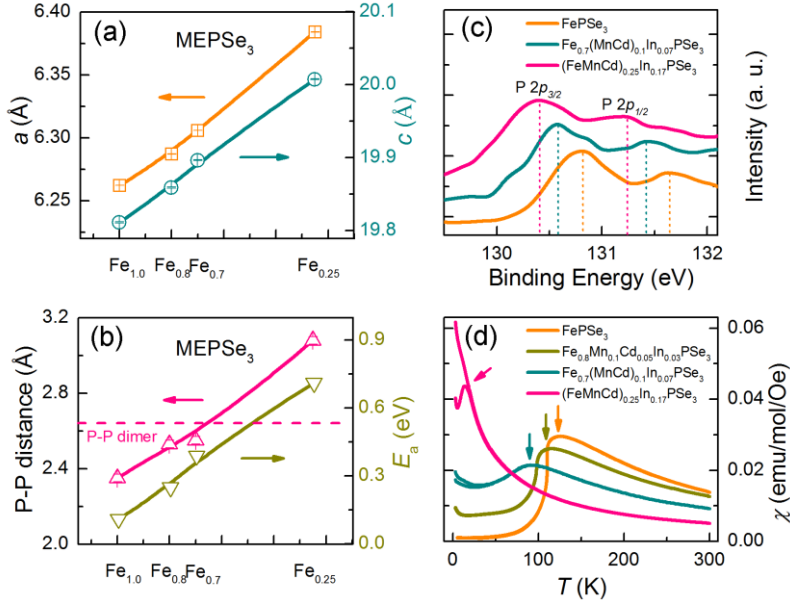 (a)
MEPSe3
a (Å)
6.40
6.35
6.30
6.25
c (Å)
20.1
20.0
19.9
19.8
Fe1.0
Fe0.8
Fe0.7
Fe0.25
(c)
FePSe3
Fe0.7(MnCd)0.1In0.07PSe3
(FeMnCd)0.25In0.17PSe3
P 2p3/2
P 2p1/2
Intensity (a. u.)
130
131
132
Binding Energy (eV)
(b)
MEPSe3
P-P distance (Å)
3.2
2.8
2.4
2.0
P-P dimer
Ea (eV)
0.9
0.6
0.3
0.0
Fe1.0
Fe0.8
Fe0.7
Fe0.25
(d)
FePSe3
Fe0.8Mn0.1Cd0.05In0.03PSe3
Fe0.7(MnCd)0.1In0.07PSe3
(FeMnCd)0.25In0.17PSe3
χ (emu/mol/Oe)
0.06
0.04
0.02
0.00
0
100
200
300
T (K)